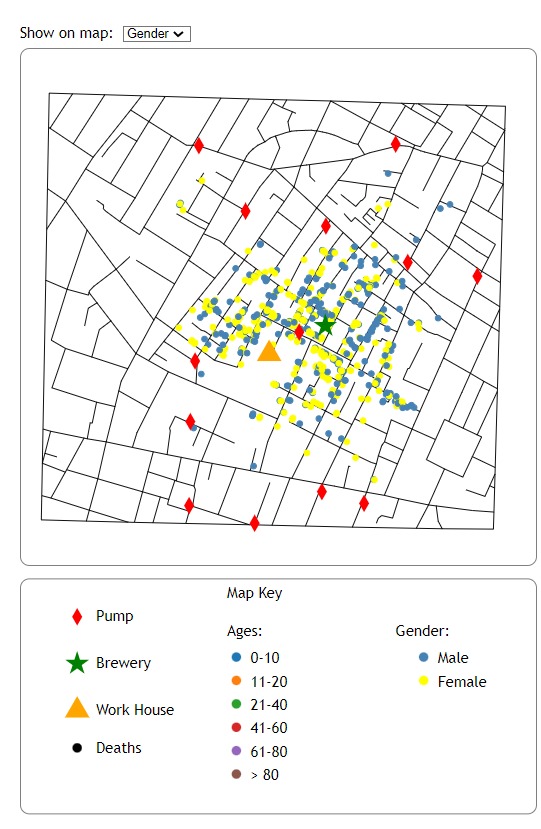 Show on map: Gender
Map Key
Pump
Brewery
Work House
Deaths
Ages:
0-10
11-20
21-40
41-60
61-80
> 80
Gender:
Male
Female